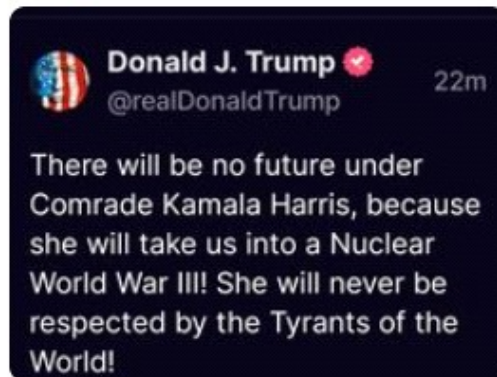 Donald J. Trump
@realDonaldTrump
22m
There will be no future under
Comrade Kamala Harris, because
she will take us into a Nuclear
World War III! She will never be
respected by the Tyrants of the
World!